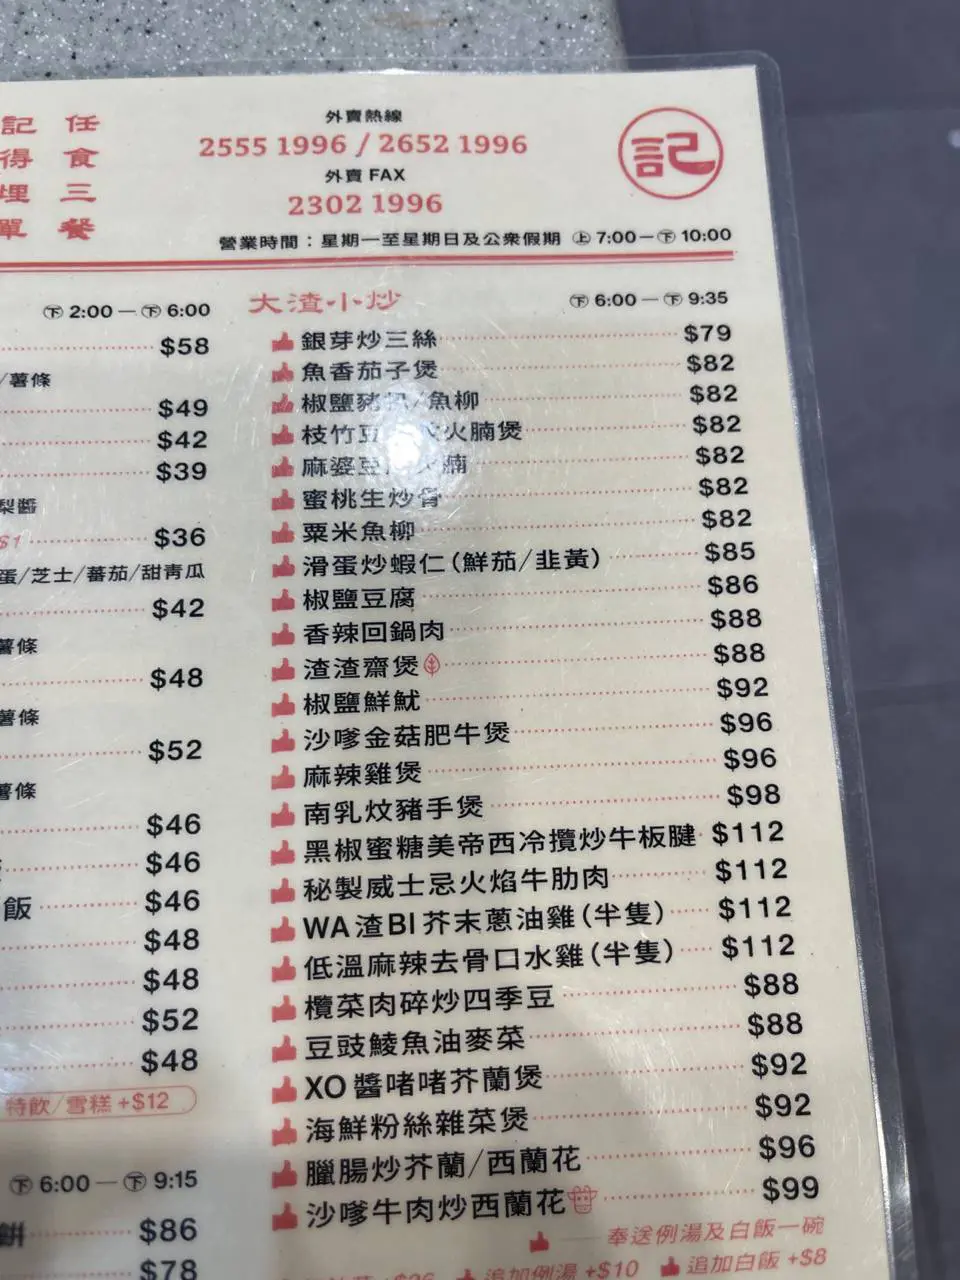 記 任
得 食
埋 三
單 餐
外賣熱線
2555 1996 / 2652 1996
外賣 FAX
2302 1996
記
營業時間：星期一至星期日及公眾假期 上 7:00—下 10:00
下 2:00 — 下 6:00
$58
/薯條
$49
$42
$39
梨醬
$1 $36
蛋/芝士/蕃茄/甜青瓜
$42
薯條
$48
薯條
$52
薯條
$46
$46
飯 $46
$48
$48
$52
$48
特飲/雪糕 +$12
下 6:00 — 下 9:15
餅 $86
$78
大渣小炒 下 6:00 — 下 9:35
銀芽炒三絲 $79
魚香茄子煲 $82
椒鹽豬扒/魚柳 $82
枝竹豆 火腩煲 $82
麻婆豆 腩 $82
蜜桃生炒骨 $82
粟米魚柳 $82
滑蛋炒蝦仁(鮮茄/韭黃) $85
椒鹽豆腐 $86
香辣回鍋肉 $88
渣渣齋煲 $88
椒鹽鮮魷 $92
沙嗲金菇肥牛煲 $96
麻辣雞煲 $96
南乳炆豬手煲 $98
黑椒蜜糖美帝西冷攬炒牛板腱 $112
秘製威士忌火焰牛肋肉 $112
WA渣BI芥末蔥油雞(半隻) $112
低溫麻辣去骨口水雞(半隻) $112
欖菜肉碎炒四季豆 $88
豆豉鯪魚油麥菜 $88
XO醬啫啫芥蘭煲 $92
海鮮粉絲雜菜煲 $92
臘腸炒芥蘭/西蘭花 $96
沙嗲牛肉炒西蘭花 $99
奉送例湯及白飯一碗
追加例湯 +$10 追加白飯 +$8